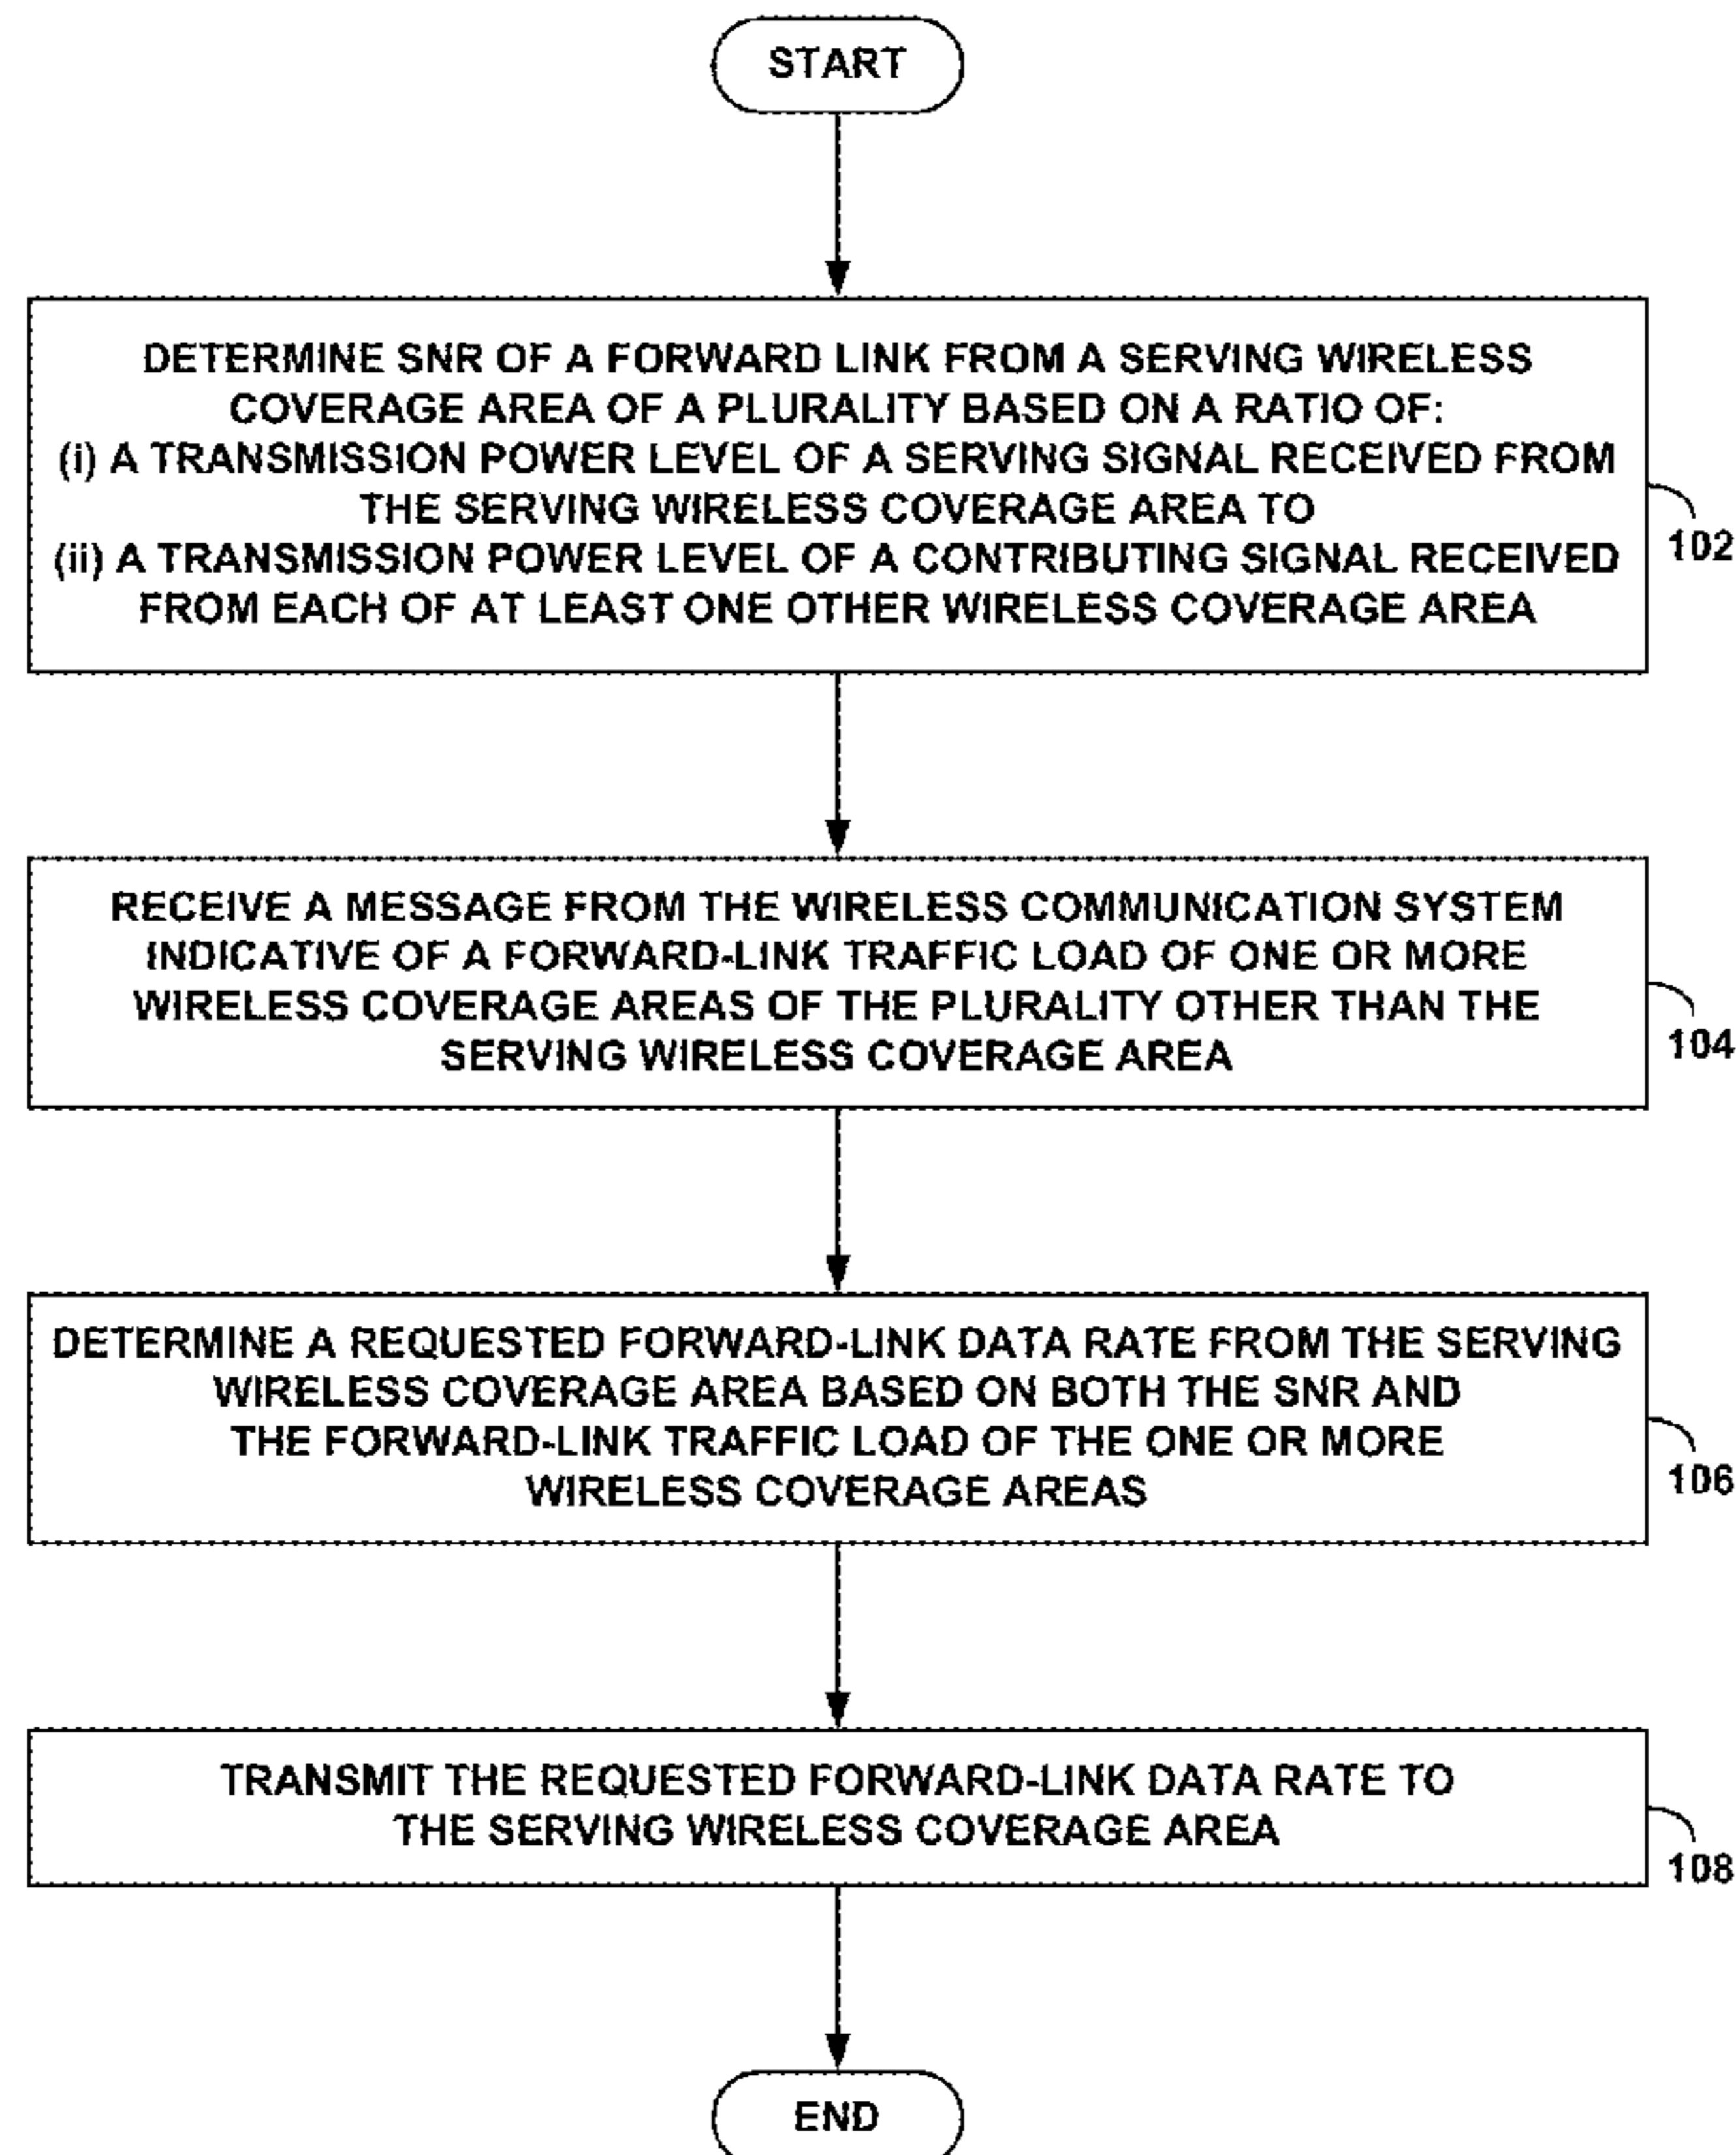 START
DETERMINE SNR OF A FORWARD LINK FROM A SERVING WIRELESS
COVERAGE AREA OF A PLURALITY BASED ON A RATIO OF:
(i) A TRANSMISSION POWER LEVEL OF A SERVING SIGNAL RECEIVED FROM
THE SERVING WIRELESS COVERAGE AREA TO
(ii) A TRANSMISSION POWER LEVEL OF A CONTRIBUTING SIGNAL RECEIVED
FROM EACH OF AT LEAST ONE OTHER WIRELESS COVERAGE AREA
102
RECEIVE A MESSAGE FROM THE WIRELESS COMMUNICATION SYSTEM
INDICATIVE OF A FORWARD-LINK TRAFFIC LOAD OF ONE OR MORE
WIRELESS COVERAGE AREAS OF THE PLURALITY OTHER THAN THE
SERVING WIRELESS COVERAGE AREA
104
DETERMINE A REQUESTED FORWARD-LINK DATA RATE FROM THE SERVING
WIRELESS COVERAGE AREA BASED ON BOTH THE SNR AND
THE FORWARD-LINK TRAFFIC LOAD OF THE ONE OR MORE
WIRELESS COVERAGE AREAS
106
TRANSMIT THE REQUESTED FORWARD-LINK DATA RATE TO
THE SERVING WIRELESS COVERAGE AREA
108
END